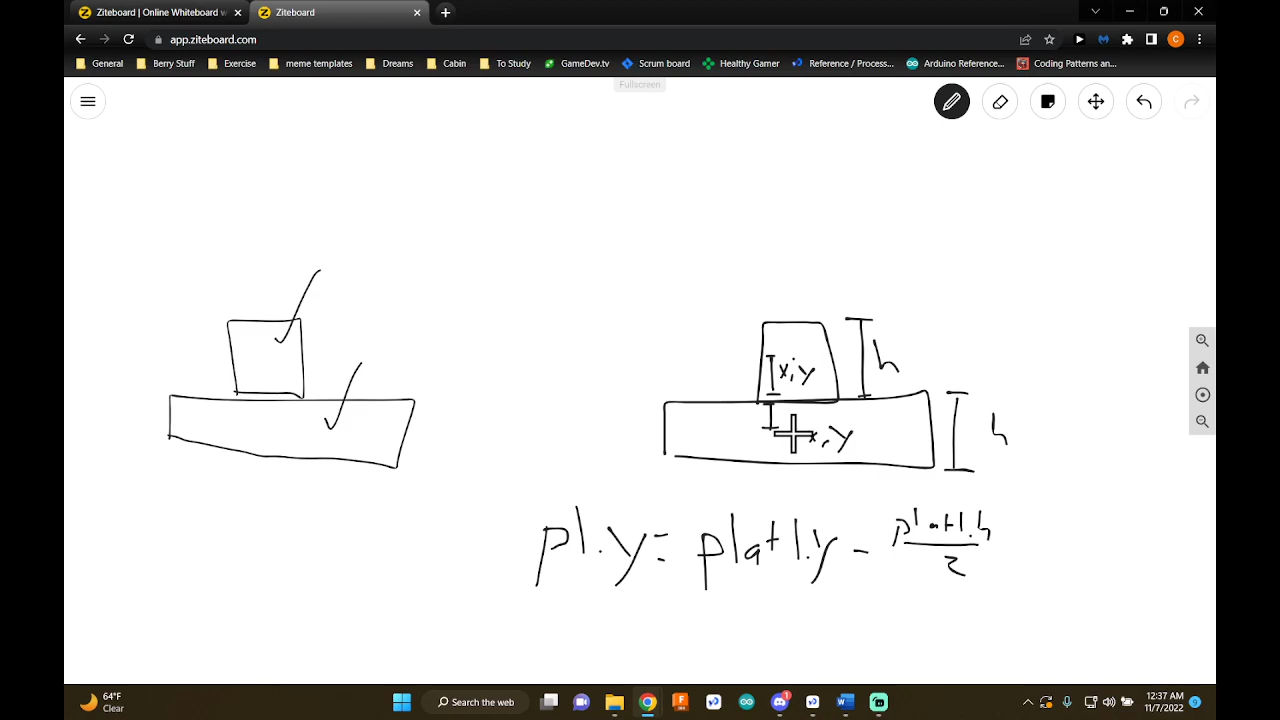 Ziteboard | Online Whiteboard w
Ziteboard
app.ziteboard.com
General
Berry Stuff
Exercise
meme templates
Dreams
Cabin
To Study
GameDev.tv
Scrum board
Healthy Gamer
Reference / Process...
Arduino Reference...
Coding Patterns an...
Fullscreen
h
x,y
h
x,y
pl.y = platl.y - platl.h/2
64°F
Clear
Search the web
12:37 AM
11/7/2022